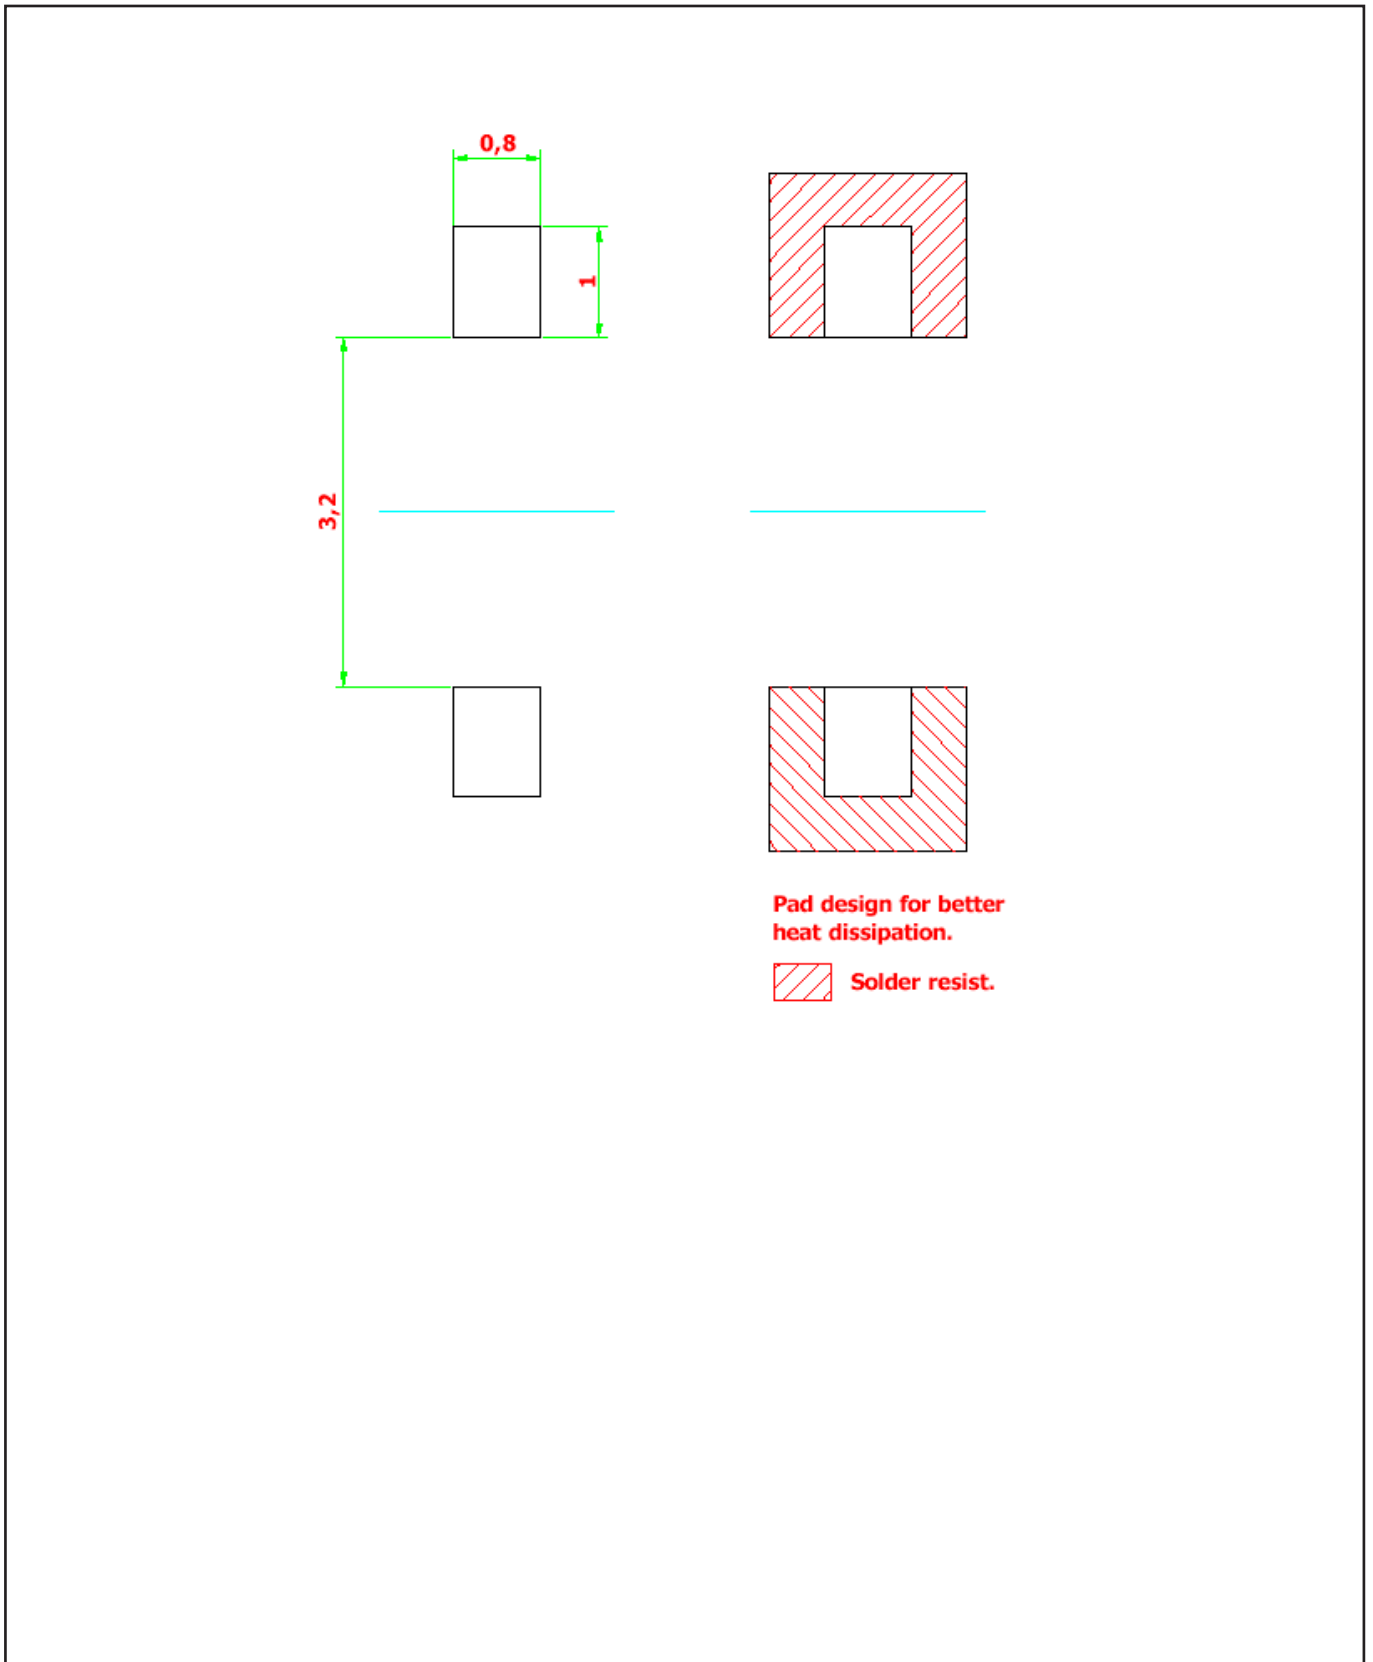 0,8
1
3,2
Pad design for better
heat dissipation.
Solder resist.